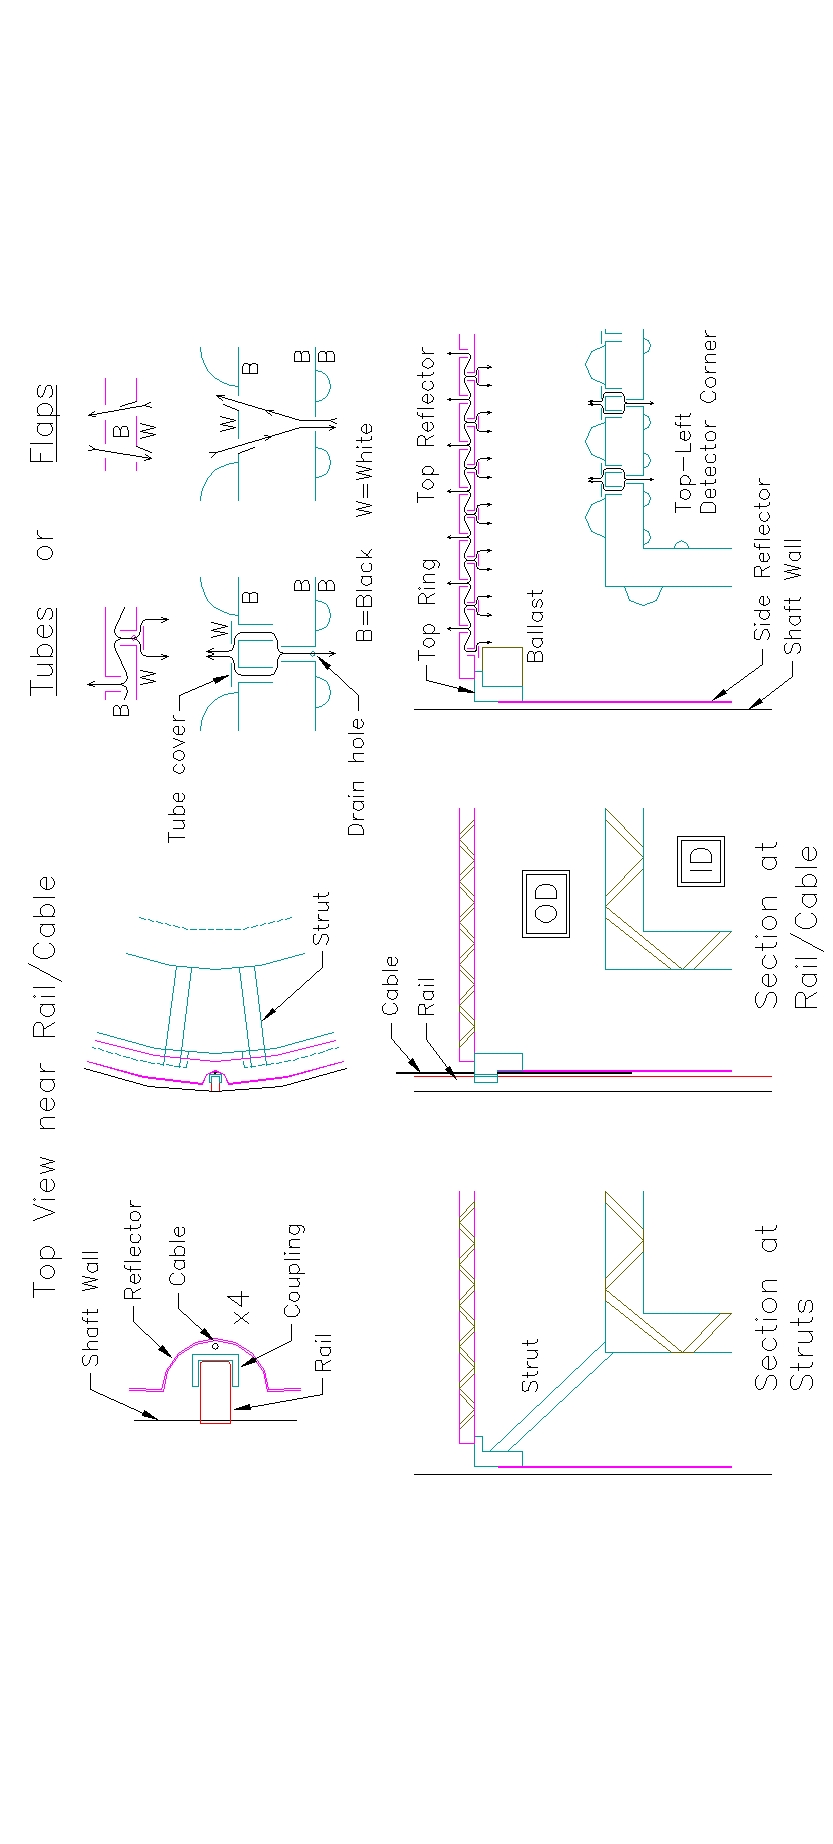 Top View near Rail/Cable
Tubes or Flaps
Shaft Wall
Reflector
Cable
x4
Coupling
Rail
Strut
B
W
Tube cover
W
B
B
B
Drain hole
B
W
W
B
B
B
B=Black W=White
Strut
Section at
Struts
Cable
Rail
OD
ID
Section at
Rail/Cable
Top Ring
Top Reflector
Ballast
Top-Left
Detector Corner
Side Reflector
Shaft Wall